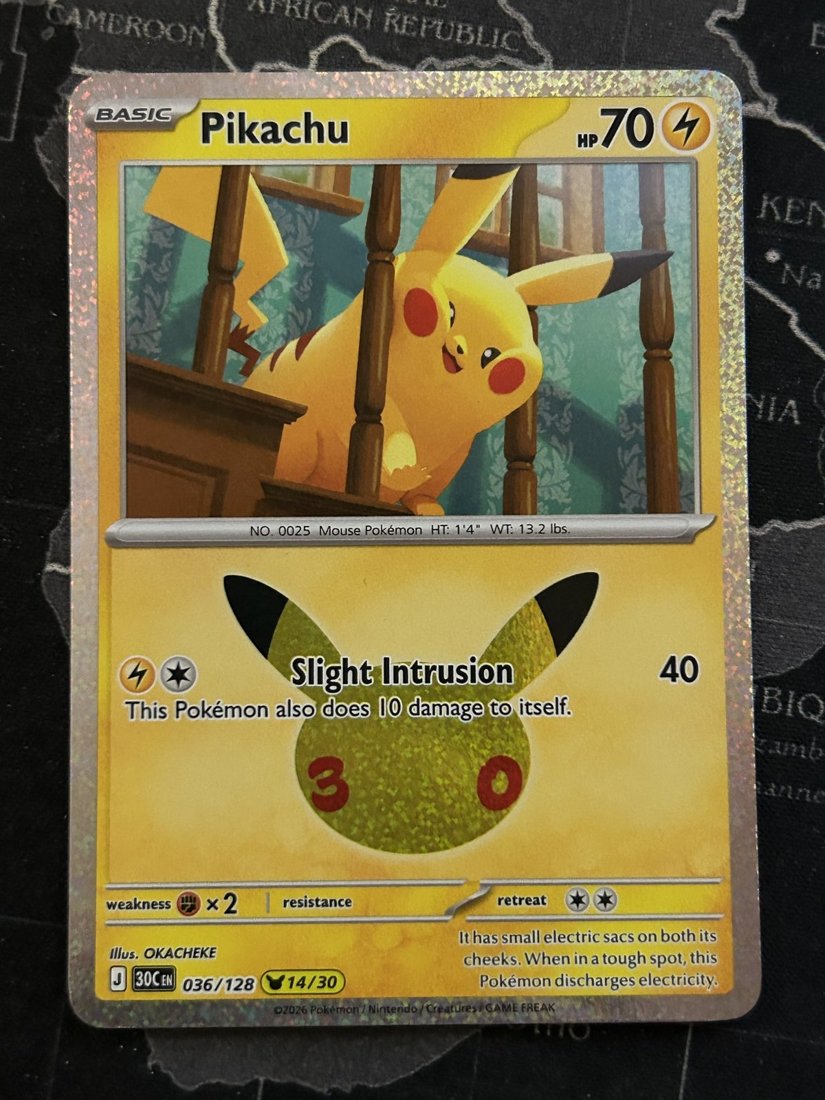 CAMEROON
AFRICAN REPUBLIC
BASIC
Pikachu
HP 70
NO. 0025 Mouse Pokémon HT: 1'4" WT: 13.2 lbs.
Slight Intrusion 40
This Pokémon also does 10 damage to itself.
3 0
weakness ×2 resistance retreat
It has small electric sacs on both its
cheeks. When in a tough spot, this
Pokémon discharges electricity.
Illus. OKACHEKE
J 30C EN 036/128 14/30
©2026 Pokémon / Nintendo / Creatures / GAME FREAK